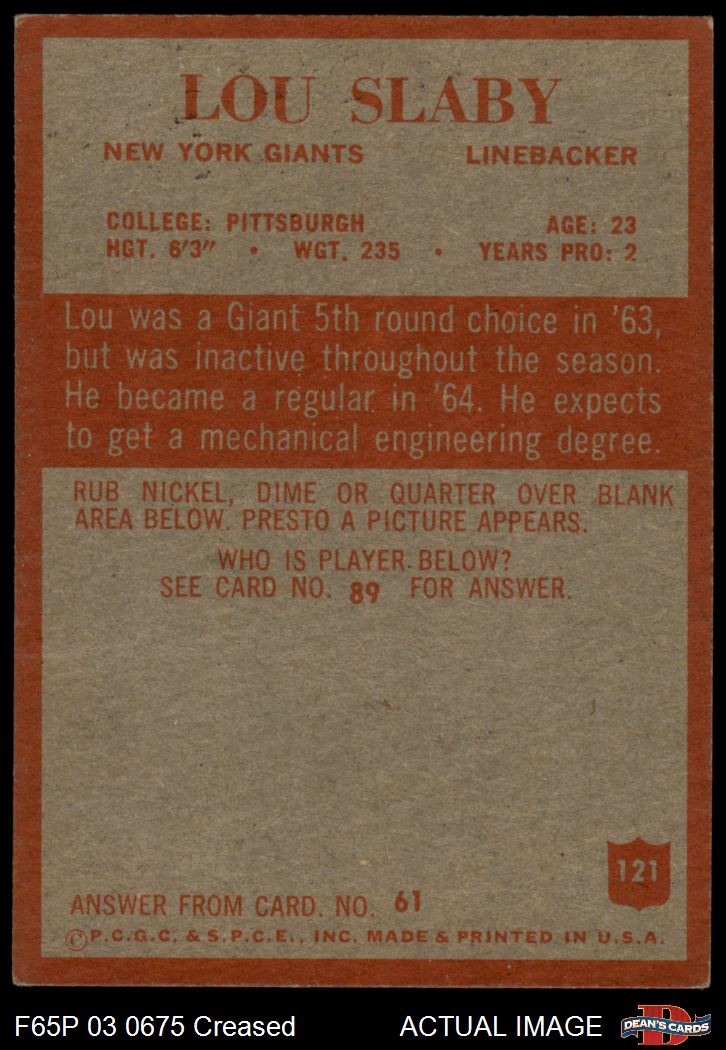 LOU SLABY
NEW YORK GIANTS LINEBACKER
COLLEGE: PITTSBURGH AGE: 23
HGT. 6'3" • WGT. 235 • YEARS PRO: 2
Lou was a Giant 5th round choice in '63,
but was inactive throughout the season.
He became a regular in '64. He expects
to get a mechanical engineering degree.
RUB NICKEL, DIME OR QUARTER OVER BLANK
AREA BELOW. PRESTO A PICTURE APPEARS.
WHO IS PLAYER BELOW?
SEE CARD NO. 89 FOR ANSWER.
121
ANSWER FROM CARD. NO. 61
©P.C.G.C. & S.P.C.E., INC. MADE & PRINTED IN U.S.A.
F65P 03 0675 Creased ACTUAL IMAGE
D
DEAN'S CARDS